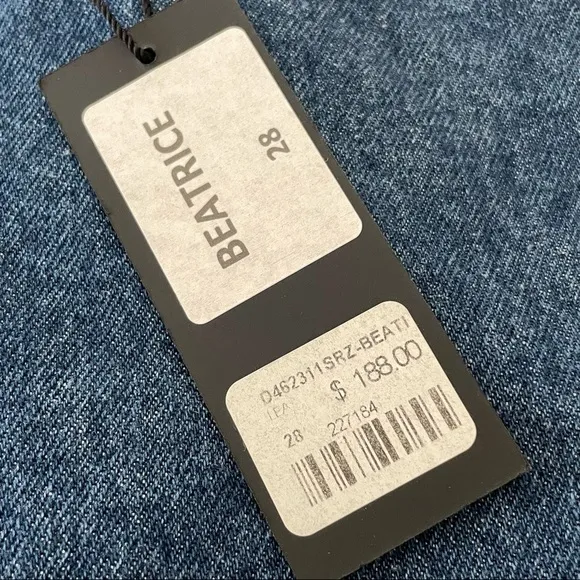 BEATRICE
28
D462311SRZ-BEATI
$ 188.00
28 227184